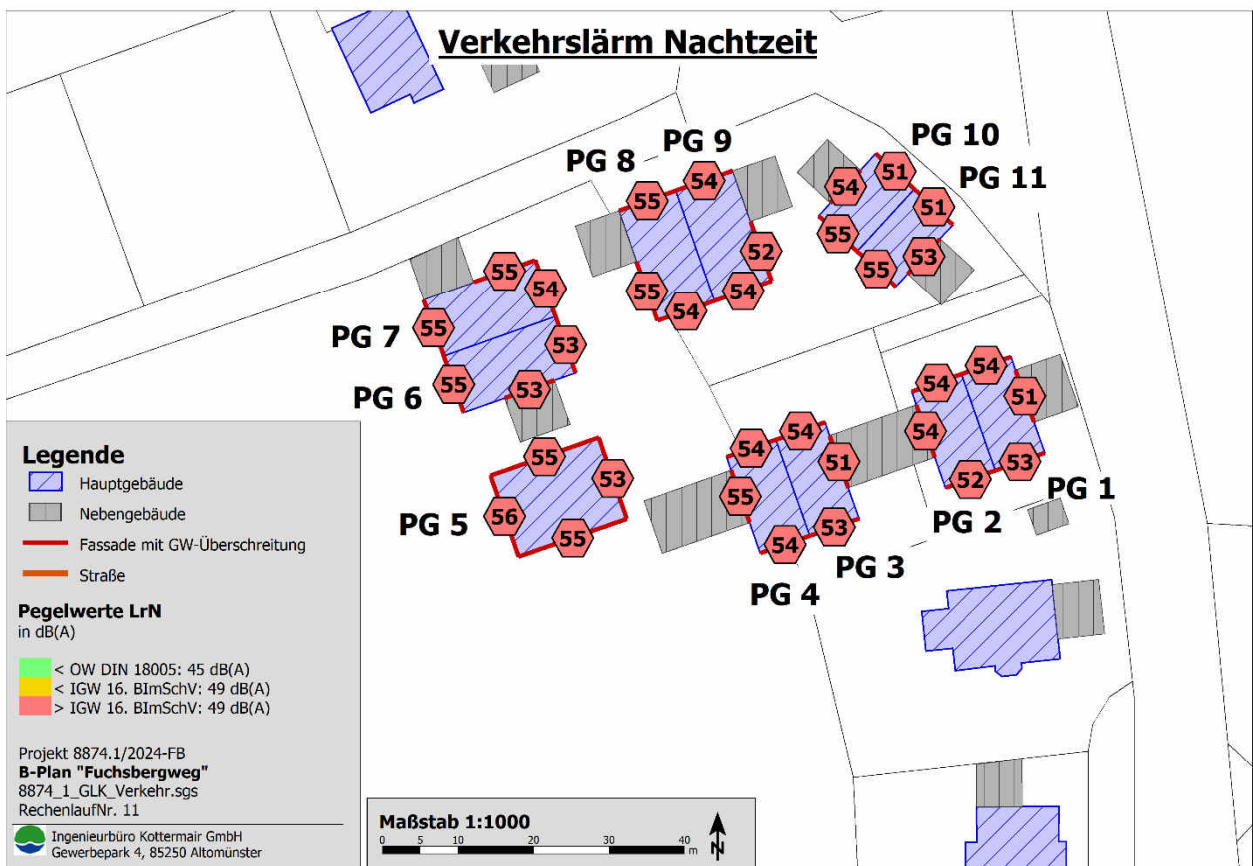 Verkehrslärm Nachtzeit
PG 9
PG 10
PG 8
PG 11
54
51
54
55
51
52
55
53
55
54
54
55
55
54
PG 7
55
53
PG 6
55
53
54
54
51
54
53
52
PG 1
PG 2
54
54
51
55
53
54
PG 3
PG 4
55
53
PG 5
56
55
Legende
Hauptgebäude
Nebengebäude
Fassade mit GW-Überschreitung
Straße
Pegelwerte LrN
in dB(A)
< OW DIN 18005: 45 dB(A)
< IGW 16. BImSchV: 49 dB(A)
> IGW 16. BImSchV: 49 dB(A)
Projekt 8874.1/2024-FB
B-Plan "Fuchsbergweg"
8874_1_GLK_Verkehr.sgs
RechenlaufNr. 11
Ingenieurbüro Kottermair GmbH
Gewerbepark 4, 85250 Altomünster
Maßstab 1:1000
0 5 10 20 30 40
m
N